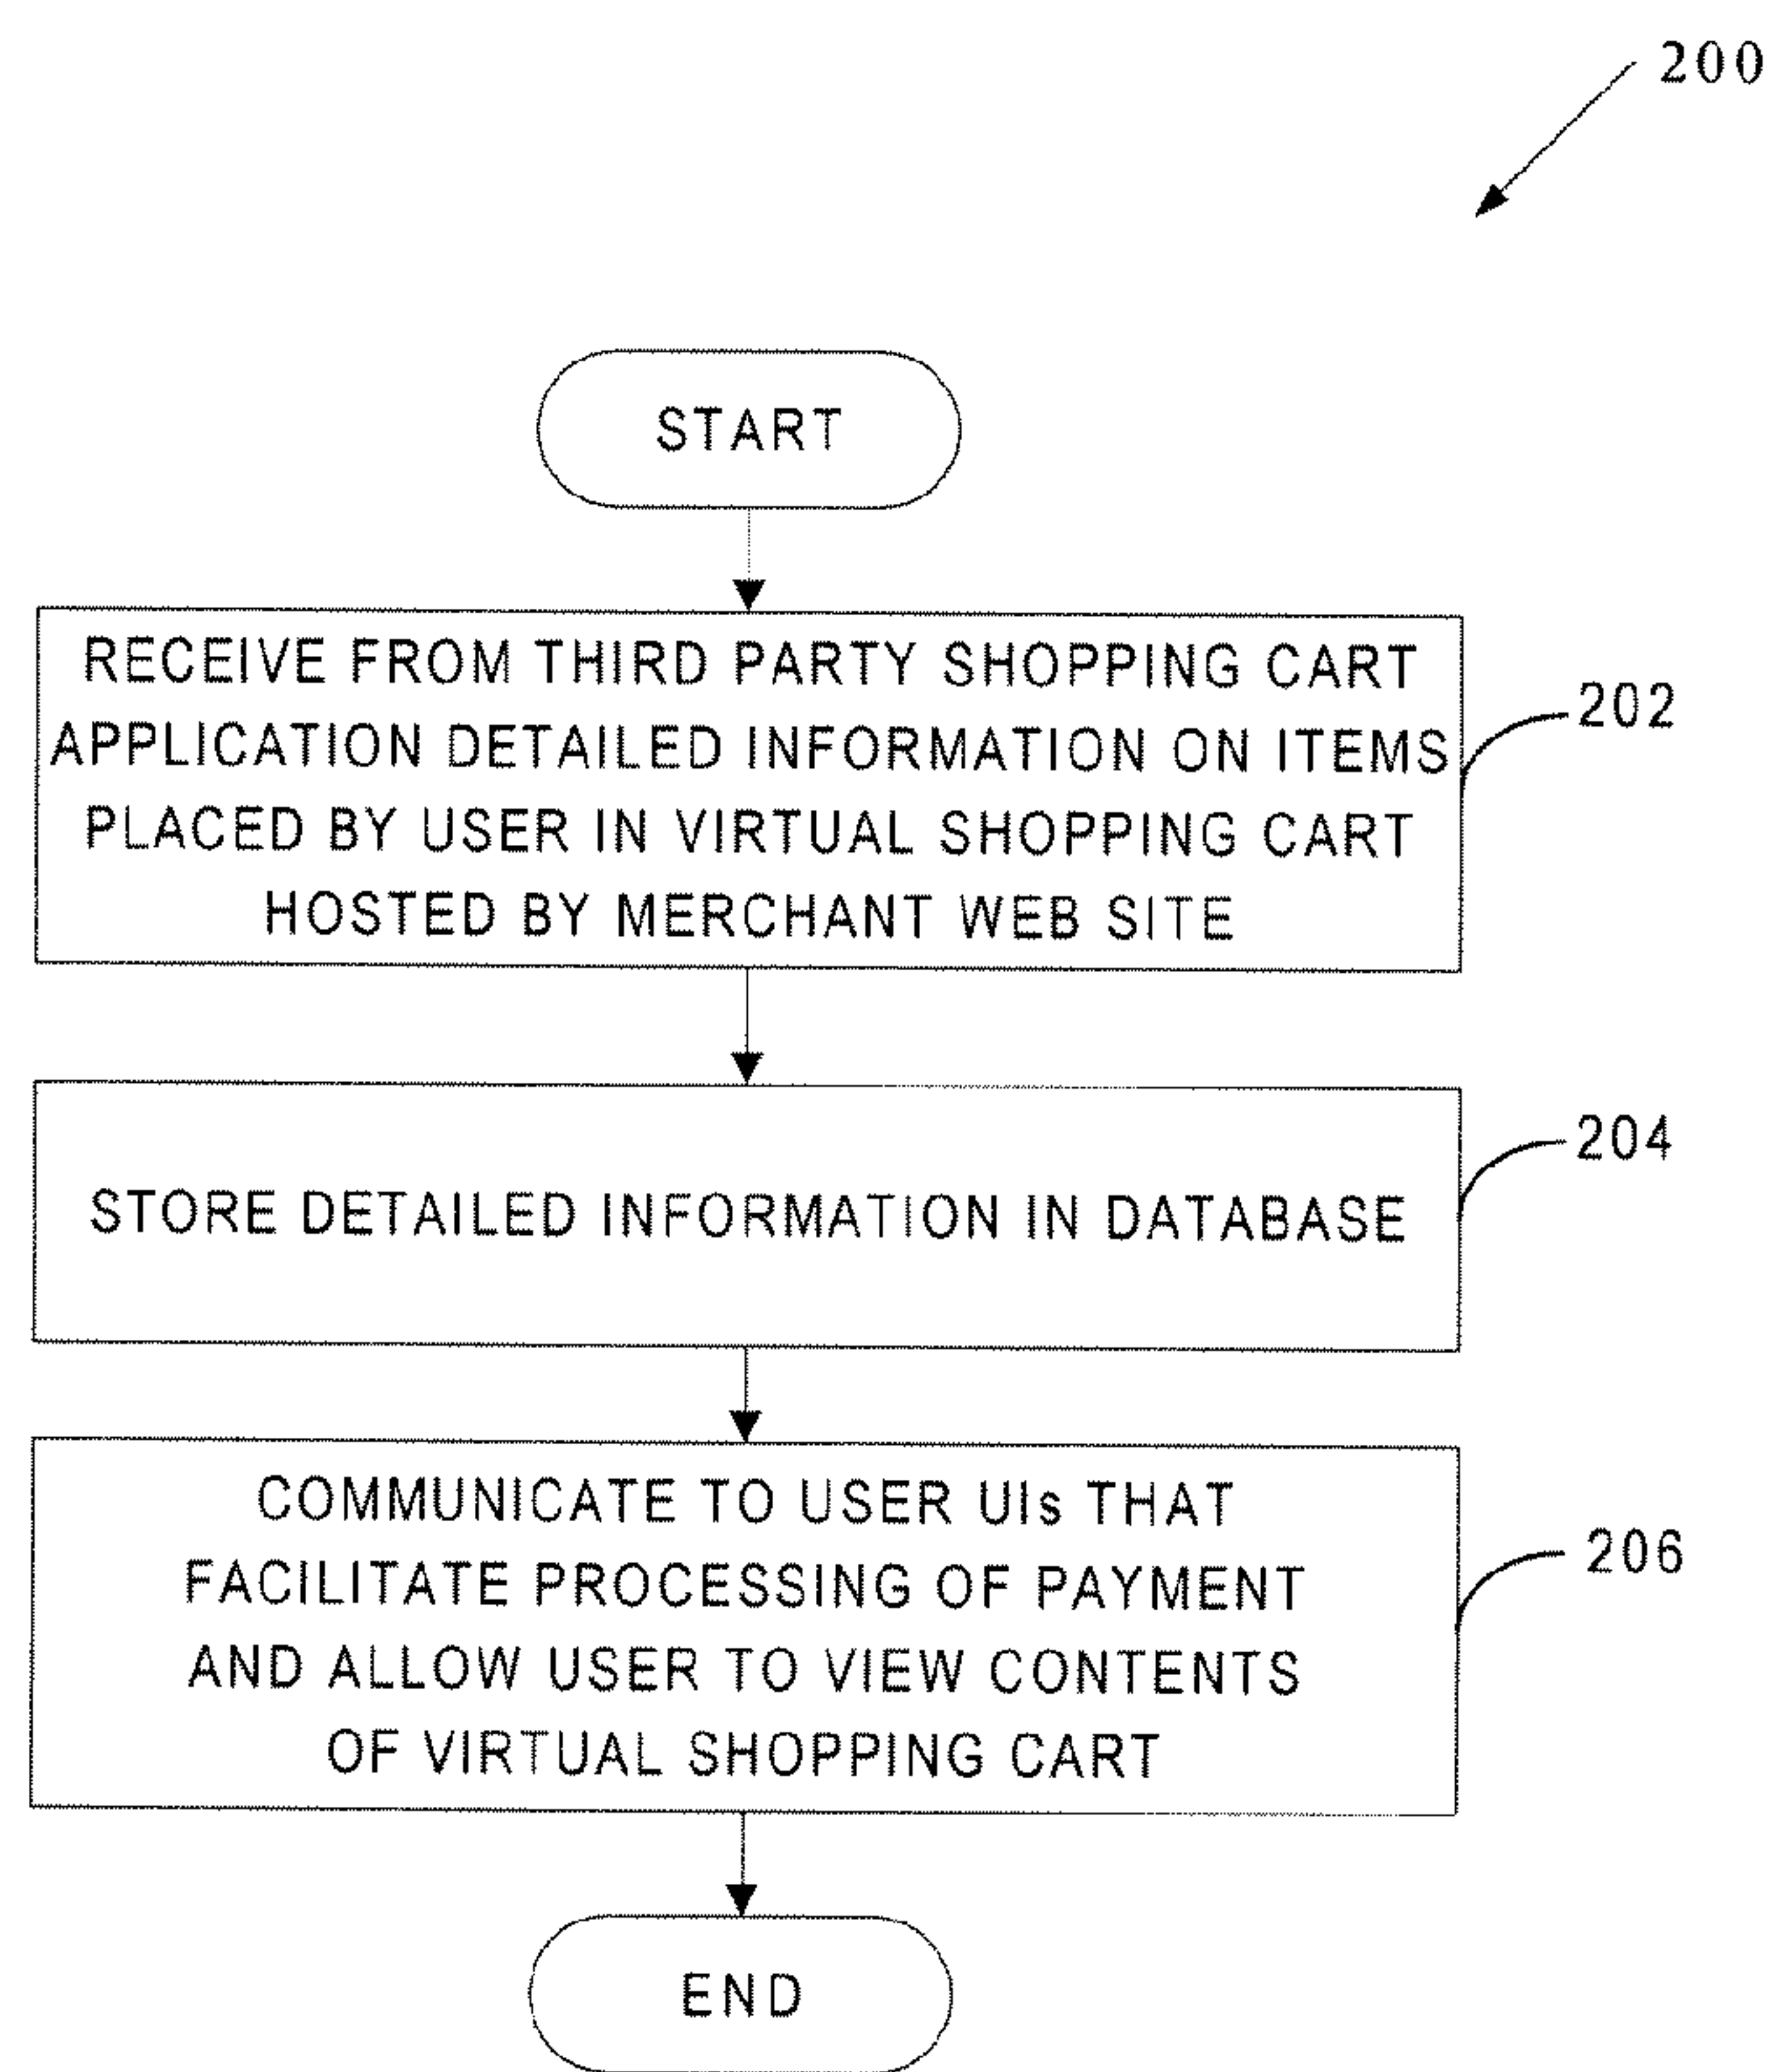 200
START
RECEIVE FROM THIRD PARTY SHOPPING CART
APPLICATION DETAILED INFORMATION ON ITEMS
PLACED BY USER IN VIRTUAL SHOPPING CART
HOSTED BY MERCHANT WEB SITE
202
STORE DETAILED INFORMATION IN DATABASE
204
COMMUNICATE TO USER UIs THAT
FACILITATE PROCESSING OF PAYMENT
AND ALLOW USER TO VIEW CONTENTS
OF VIRTUAL SHOPPING CART
206
END